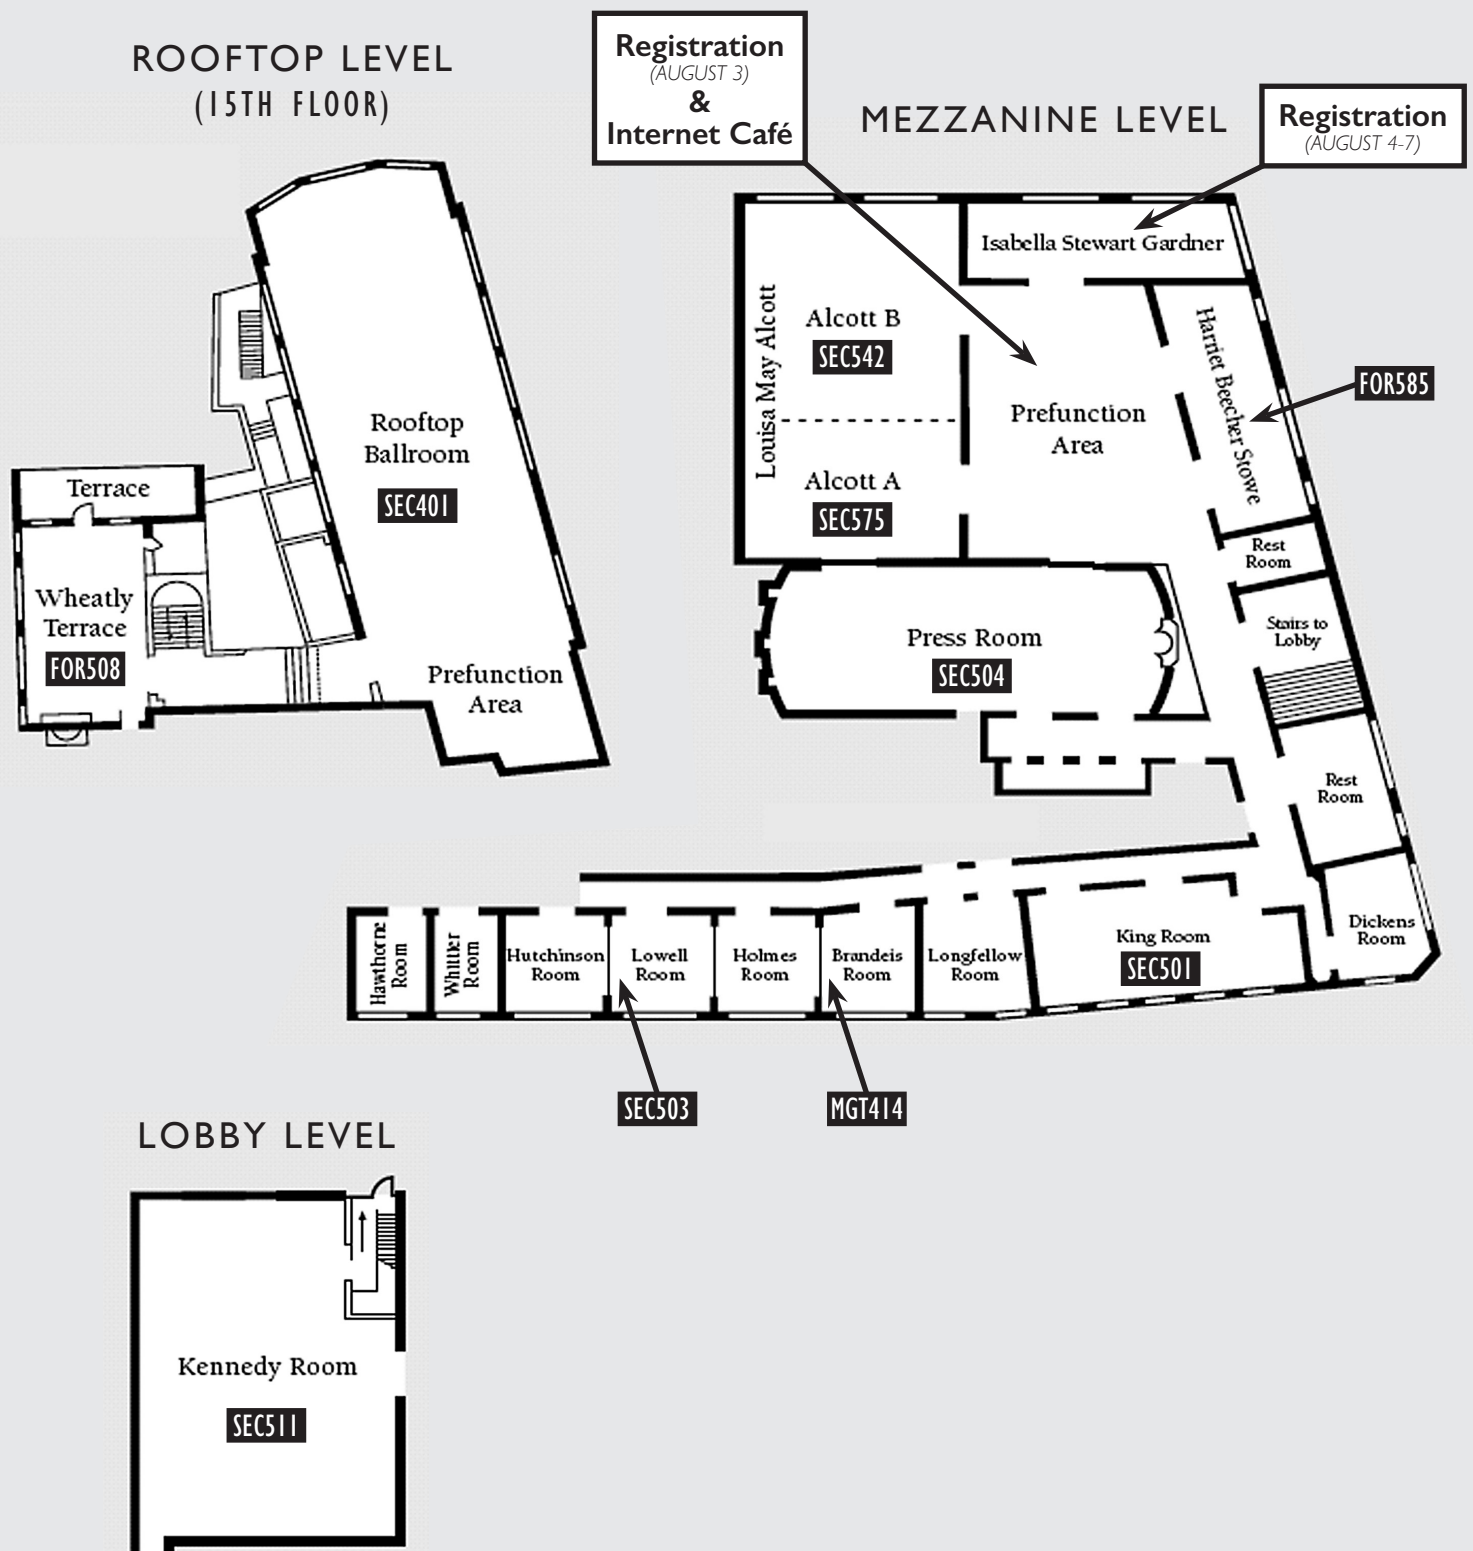 ROOFTOP LEVEL
(15TH FLOOR)
Rooftop
Ballroom
SEC401
Terrace
Wheatly
Terrace
FOR508
Prefunction
Area
Registration
(AUGUST 3)
&
Internet Café
MEZZANINE LEVEL
Registration
(AUGUST 4-7)
Isabella Stewart Gardner
Louisa May Alcott
Alcott B
SEC542
Alcott A
SEC575
Prefunction
Area
Harriet Beecher Stowe
FOR585
Rest
Room
Stairs to
Lobby
Press Room
SEC504
Rest
Room
Dickens
Room
King Room
SEC501
Hawthorne
Room
Whittier
Room
Hutchinson
Room
Lowell
Room
Holmes
Room
Brandeis
Room
Longfellow
Room
SEC503
MGT414
LOBBY LEVEL
Kennedy Room
SEC511